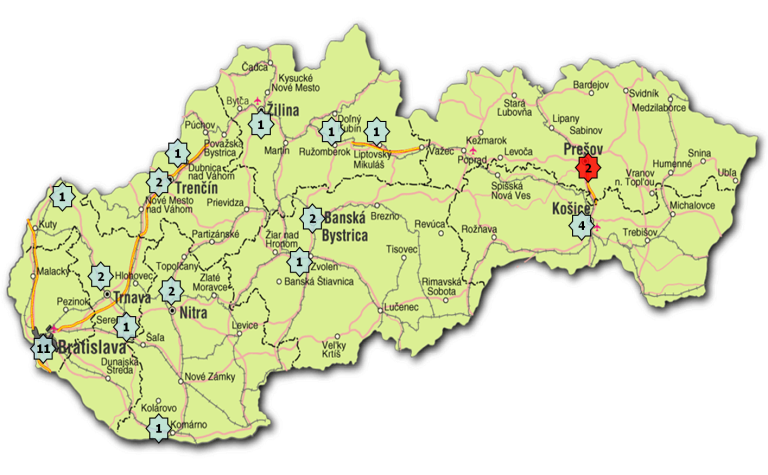 Čadca
Kysucké
Nové Mesto
Bytča
1
Žilina
Púchov
Považská
Bystrica
1
Dubnica
nad Váhom
2
Trenčín
Nové Mesto
nad Váhom
1
Kuty
Martin
1
Dolný
Kubín
Ružomberok
1
Liptovský
Mikuláš
Važec
Poprad
Kežmarok
Levoča
Stará
Ľubovňa
Spišská
Nová Ves
Bardejov
Svidník
Medzilaborce
Lipany
Sabinov
Prešov
2
Vranov
n. Topľou
Humenné
Snina
Ubľa
Michalovce
Košice
4
Trebišov
Rožňava
Revúca
Tisovec
Brezno
2
Banská
Bystrica
Prievidza
Partizánske
Topoľčany
Žiar nad
Hronom
1
Zvolen
Banská Štiavnica
Zlaté
Moravce
Rimavská
Sobota
Lučenec
Veľký
Krtíš
Levice
2
Nitra
Malacky
Pezinok
2
Hlohovec
Trnava
Sereď
1
Šaľa
11
Bratislava
Dunajská
Streda
Nové Zámky
Kolárovo
1
Komárno